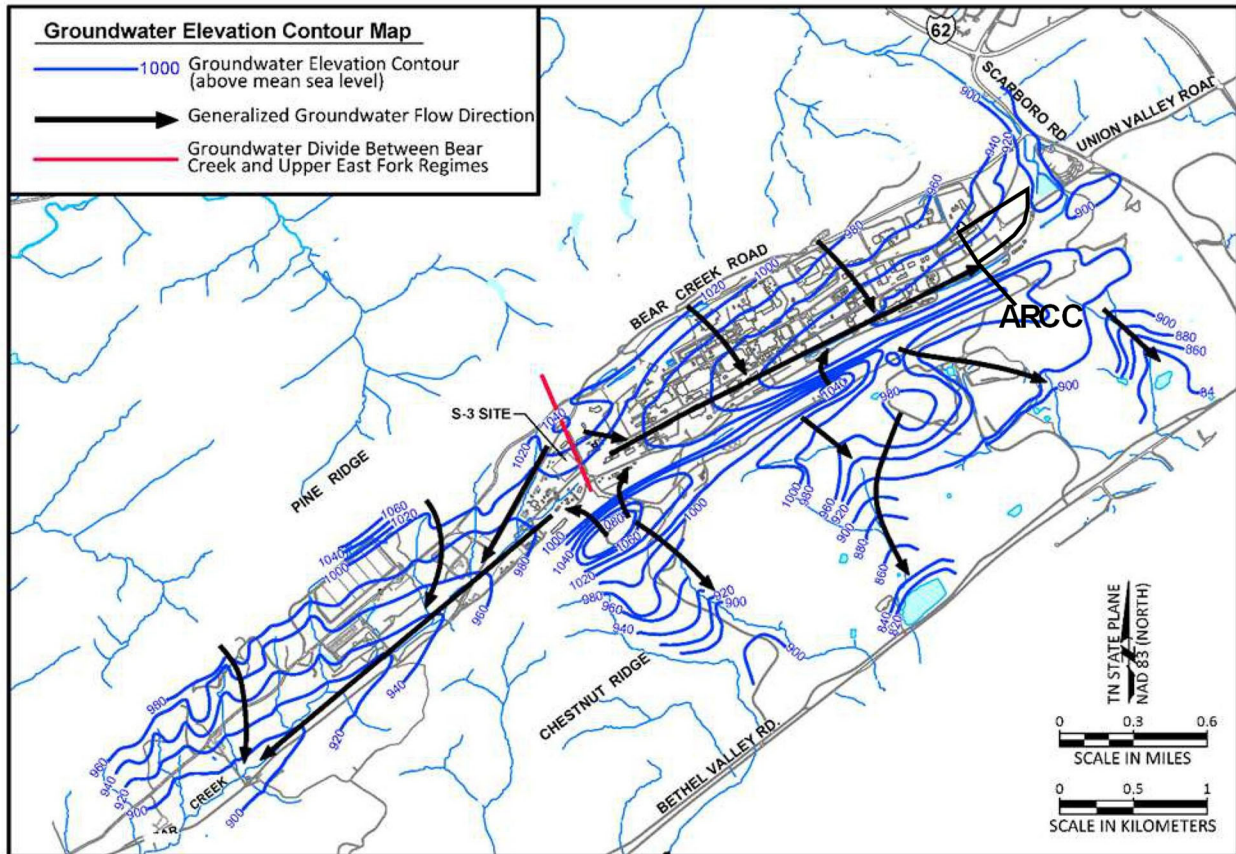 Groundwater Elevation Contour Map
1000 Groundwater Elevation Contour
(above mean sea level)
Generalized Groundwater Flow Direction
Groundwater Divide Between Bear
Creek and Upper East Fork Regimes
62
SCARBORO RD
UNION VALLEY ROAD
900
940
920
960
900
980
BEAR CREEK ROAD
1000
1020
ARCC
900
880
860
84
1040
900
980
S-3 SITE
1040
1020
PINE RIDGE
1060
1020
1040
1000
980
960
1000
1080
1060
1040
1020
1000
980
960
940
920
900
1000
980
960
920
900
880
860
860
840
820
900
CHESTNUT RIDGE
BETHEL VALLEY RD.
980
960
940
920
900
940
920
900
CREEK
TN STATE PLANE
NAD 83 (NORTH)
0 0.3 0.6
SCALE IN MILES
0 0.5 1
SCALE IN KILOMETERS